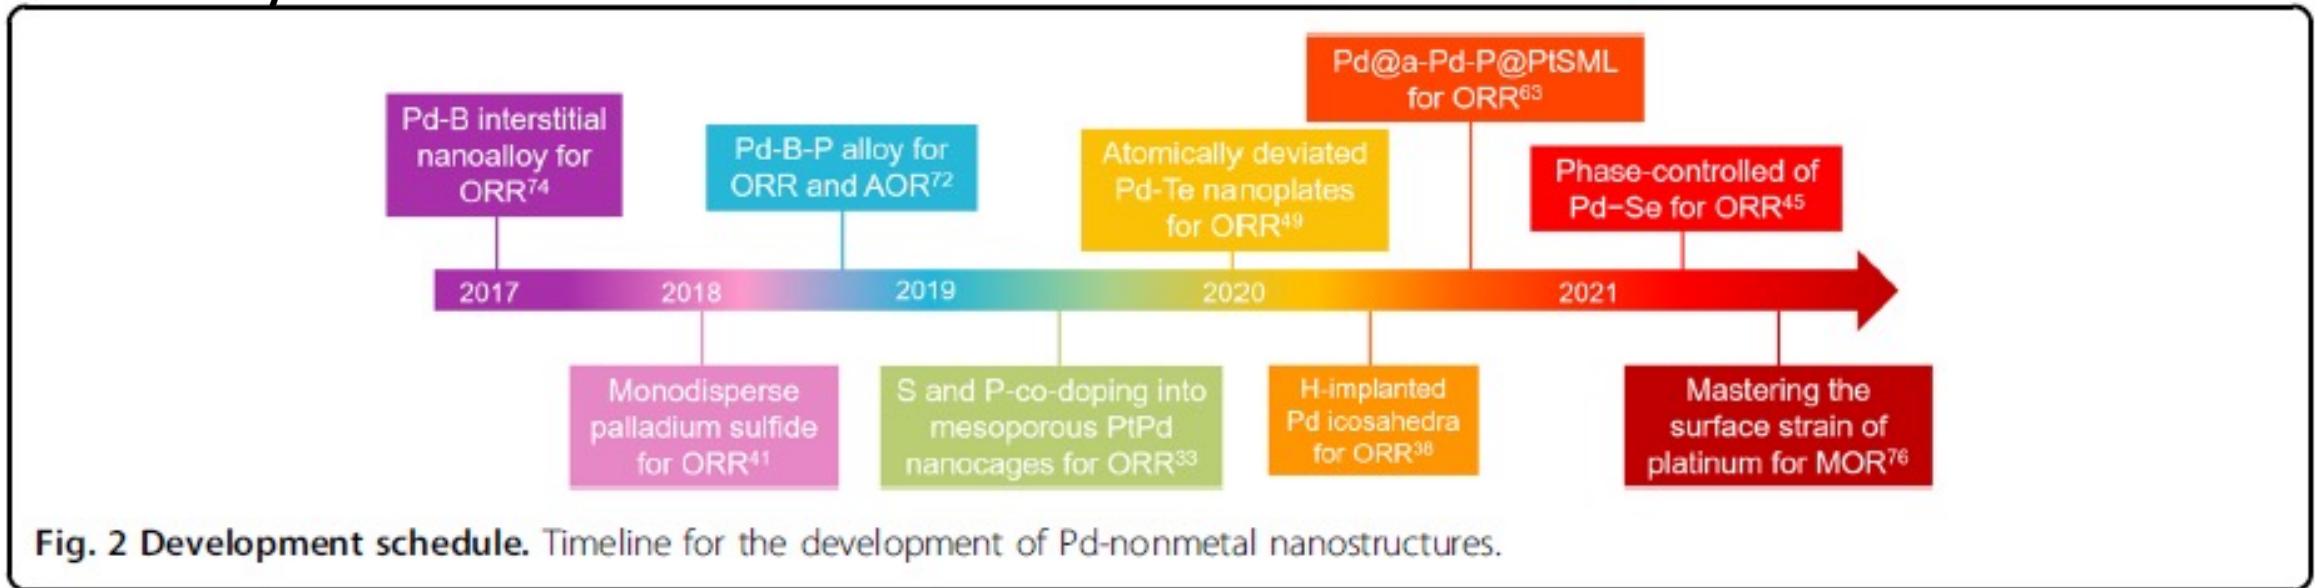 Pd@a-Pd-P@PtSML
for ORR⁶³
Pd-B interstitial
nanoalloy for
ORR⁷⁴
Pd-B-P alloy for
ORR and AOR⁷²
Atomically deviated
Pd-Te nanoplates
for ORR⁴⁹
Phase-controlled of
Pd−Se for ORR⁴⁵
2017 2018 2019 2020 2021
Monodisperse
palladium sulfide
for ORR⁴¹
S and P-co-doping into
mesoporous PtPd
nanocages for ORR³³
H-implanted
Pd icosahedra
for ORR³⁸
Mastering the
surface strain of
platinum for MOR⁷⁶
Fig. 2 Development schedule. Timeline for the development of Pd-nonmetal nanostructures.